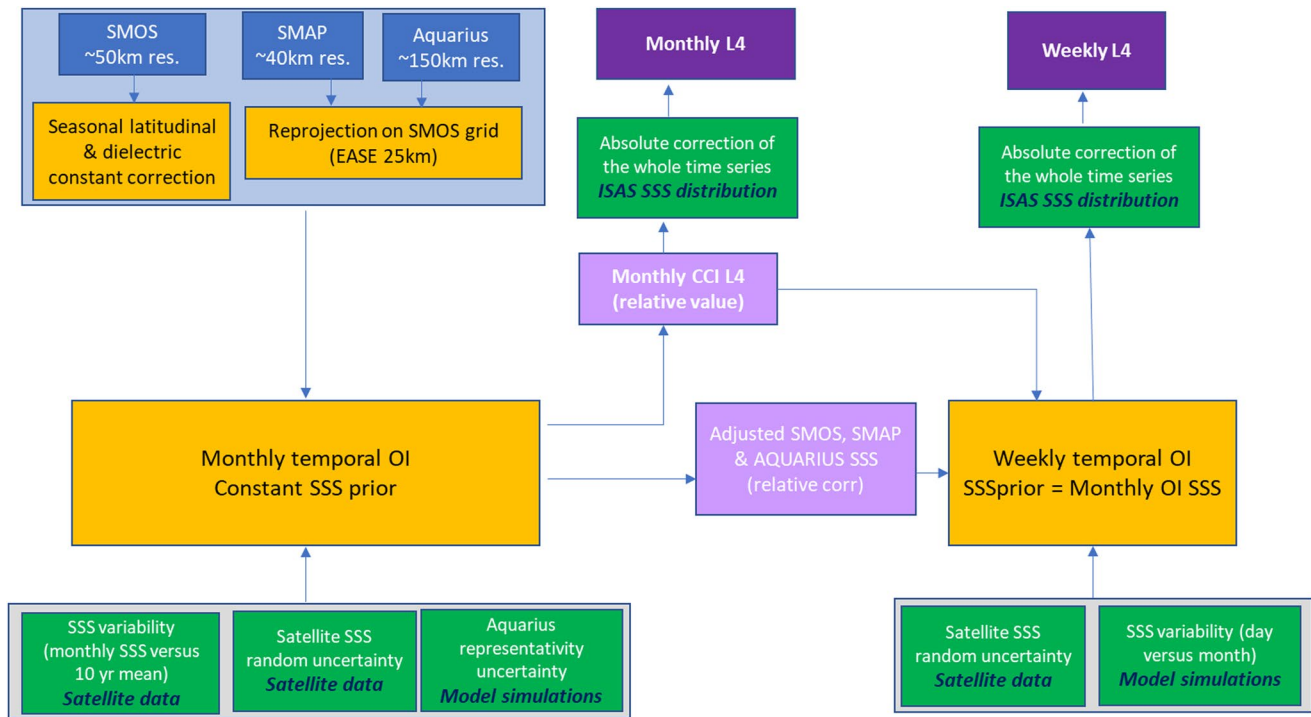 SMOS
~50km res.
SMAP
~40km res.
Aquarius
~150km res.
Seasonal latitudinal
& dielectric
constant correction
Reprojection on SMOS grid
(EASE 25km)
Monthly L4
Weekly L4
Absolute correction of
the whole time series
ISAS SSS distribution
Absolute correction of
the whole time series
ISAS SSS distribution
Monthly CCI L4
(relative value)
Monthly temporal OI
Constant SSS prior
Adjusted SMOS, SMAP
& AQUARIUS SSS
(relative corr)
Weekly temporal OI
SSSprior = Monthly OI SSS
SSS variability
(monthly SSS versus
10 yr mean)
Satellite data
Satellite SSS
random uncertainty
Satellite data
Aquarius
representativity
uncertainty
Model simulations
Satellite SSS
random uncertainty
Satellite data
SSS variability (day
versus month)
Model simulations